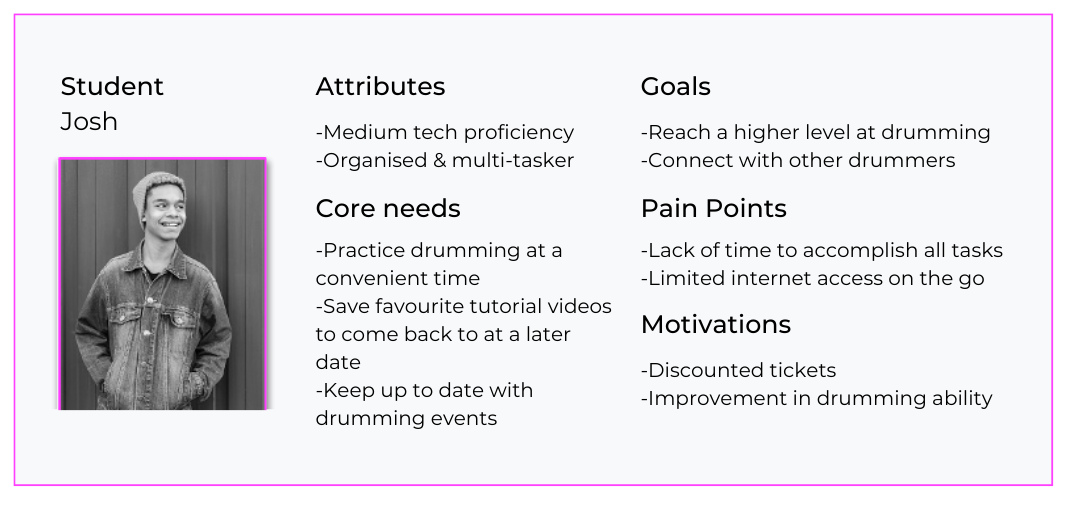 Student
Josh
Attributes
-Medium tech proficiency
-Organised & multi-tasker
Core needs
-Practice drumming at a
convenient time
-Save favourite tutorial videos
to come back to at a later
date
-Keep up to date with
drumming events
Goals
-Reach a higher level at drumming
-Connect with other drummers
Pain Points
-Lack of time to accomplish all tasks
-Limited internet access on the go
Motivations
-Discounted tickets
-Improvement in drumming ability